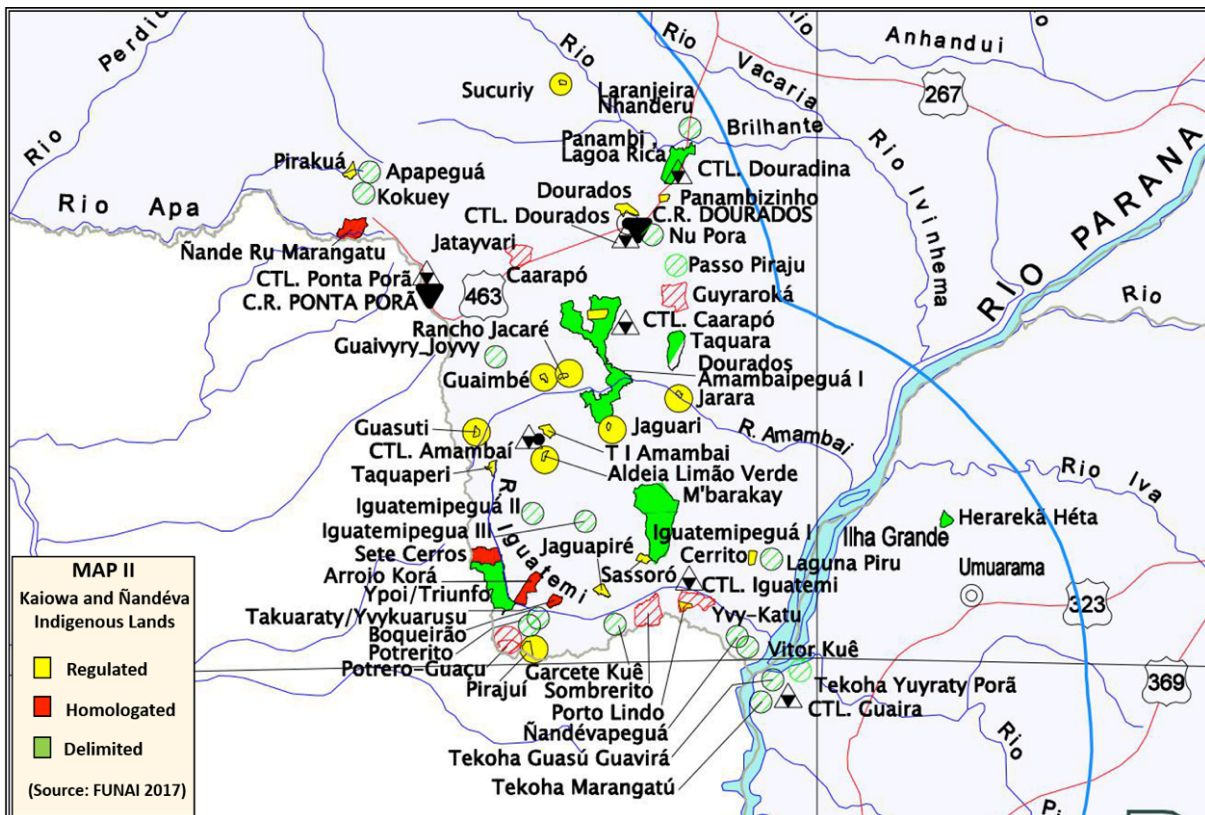 Rio
Perdid
Rio
Rio
Vacaria
Rio
Anhandui
Rio
o
267
Sucuriy
Laranjeira
Nhanderu
Brilhante
Panambi ,
Lagoa Rica
CTL. Douradina
Rio Ivinhema
RIO PARANA
Pirakuá
Apapeguá
Kokuey
Rio Apa
Dourados
Panambizinho
CTL. Dourados
C.R. DOURADOS
Nu Pora
Jatayvari
Ñande Ru Marangatu
Caarapó
Passo Piraju
CTL. Ponta Porã
C.R. PONTA PORÃ
463
Guyraroká
Rio
Rancho Jacaré
CTL. Caarapó
Guaivyry_Joyvy
Taquara
Dourados
Guaimbé
Amambaipeguá I
Jarara
Guasuti
Jaguari
R. Amambai
CTL. Amambaí
T I Amambai
Taquaperi
Aldeia Limão Verde
Rio Iva
R. Iguatemi
M'barakay
Iguatemipeguá II
Iguatemipegua III
Iguatemipeguá I
Ilha Grande
Herarekã Héta
Sete Cerros
Jaguapiré
Cerrito
Laguna Piru
Umuarama
Arroio Korá
Sassoró
CTL. Iguatemi
Ypoi/Triunfo
323
Takuaraty/Yvykuarusu
Boqueirão
Yvy-Katu
Potrerito
Vitor Kuê
Potrero-Guaçu
Garcete Kuê
Pirajuí
Sombrerito
Tekoha Yuyraty Porã
369
Porto Lindo
CTL. Guaira
Ñandévapeguá
Rio
Tekoha Guasú Guavirá
Tekoha Marangatú
MAP II
Kaiowa and Ñandéva
Indigenous Lands
Regulated
Homologated
Delimited
(Source: FUNAI 2017)